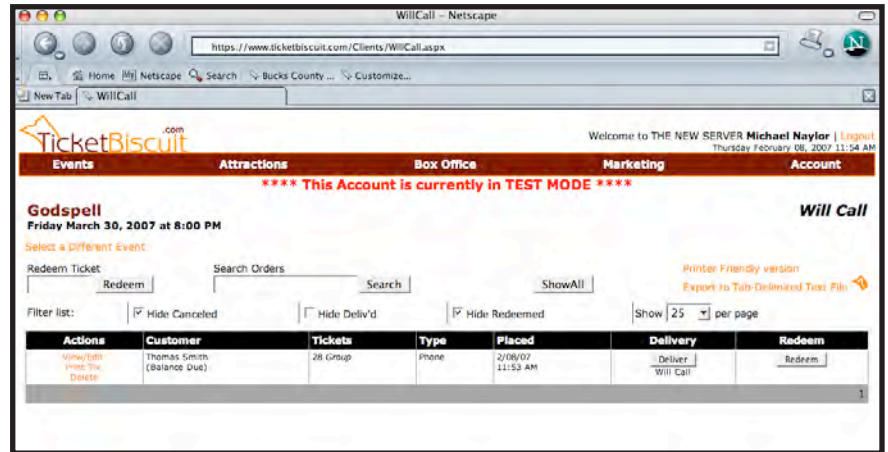 WillCall – Netscape
https://www.ticketbiscuit.com/Clients/WillCall.aspx
Home Netscape Search Bucks County ... Customize...
New Tab WillCall
TicketBiscuit.com
Welcome to THE NEW SERVER Michael Naylor | Logout
Thursday February 08, 2007 11:54 AM
Events Attractions Box Office Marketing Account
**** This Account is currently in TEST MODE ****
Godspell Will Call
Friday March 30, 2007 at 8:00 PM
Select a Different Event
Redeem Ticket Search Orders Printer Friendly version
Redeem Search ShowAll Export to Tab-Delimited Text File
Filter list: Hide Canceled Hide Deliv'd Hide Redeemed Show 25 per page
Actions Customer Tickets Type Placed Delivery Redeem
View/Edit Thomas Smith 28 Group Phone 2/08/07 Deliver Redeem
Print Tix (Balance Due) 11:53 AM Will Call
Delete
1